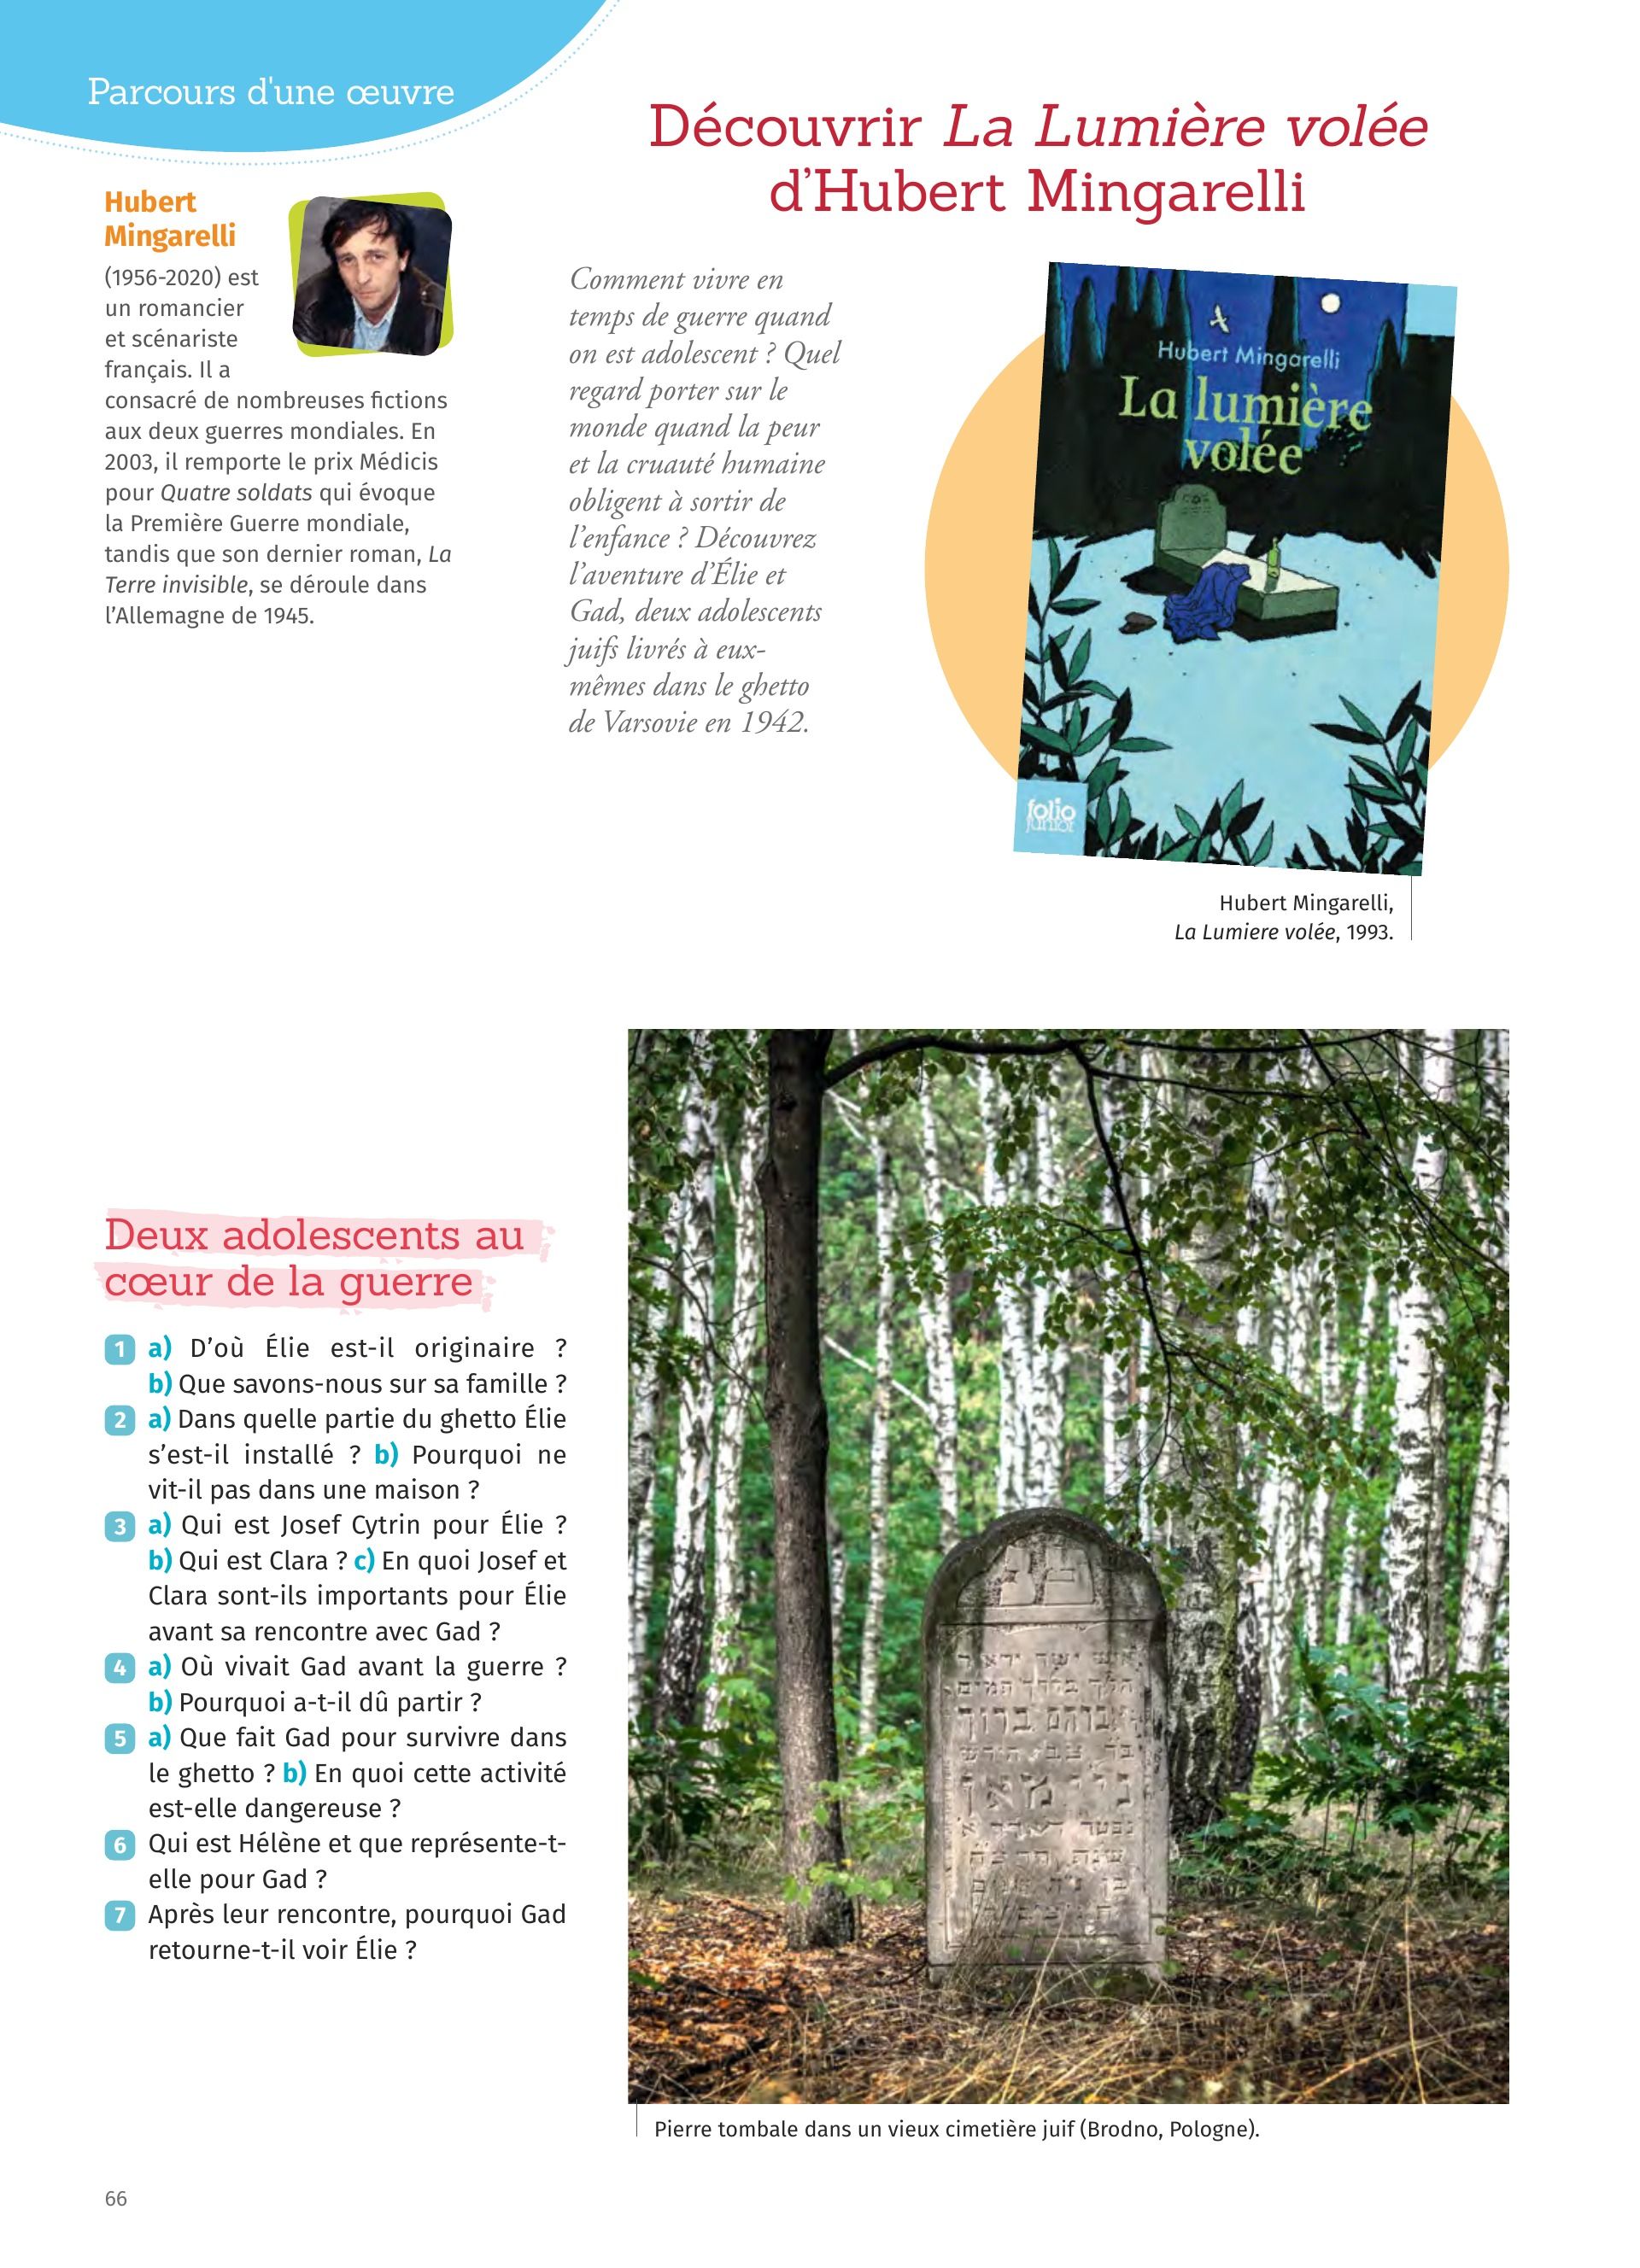 Parcours d'une œuvre
Découvrir La Lumière volée
d’Hubert Mingarelli
Hubert
Mingarelli
(1956-2020) est
un romancier
et scénariste
français. Il a
consacré de nombreuses fictions
aux deux guerres mondiales. En
2003, il remporte le prix Médicis
pour Quatre soldats qui évoque
la Première Guerre mondiale,
tandis que son dernier roman, La
Terre invisible, se déroule dans
l’Allemagne de 1945.
Comment vivre en
temps de guerre quand
on est adolescent ? Quel
regard porter sur le
monde quand la peur
et la cruauté humaine
obligent à sortir de
l’enfance ? Découvrez
l’aventure d’Élie et
Gad, deux adolescents
juifs livrés à eux-
mêmes dans le ghetto
de Varsovie en 1942.
Hubert Mingarelli
La lumière
volée
folio
junior
Hubert Mingarelli,
La Lumiere volée, 1993.
Deux adolescents au
cœur de la guerre
1 a) D’où Élie est-il originaire ?
b) Que savons-nous sur sa famille ?
2 a) Dans quelle partie du ghetto Élie
s’est-il installé ? b) Pourquoi ne
vit-il pas dans une maison ?
3 a) Qui est Josef Cytrin pour Élie ?
b) Qui est Clara ? c) En quoi Josef et
Clara sont-ils importants pour Élie
avant sa rencontre avec Gad ?
4 a) Où vivait Gad avant la guerre ?
b) Pourquoi a-t-il dû partir ?
5 a) Que fait Gad pour survivre dans
le ghetto ? b) En quoi cette activité
est-elle dangereuse ?
6 Qui est Hélène et que représente-t-
elle pour Gad ?
7 Après leur rencontre, pourquoi Gad
retourne-t-il voir Élie ?
הלך בדרך תמים
אברהם ברוך
Pierre tombale dans un vieux cimetière juif (Brodno, Pologne).
66